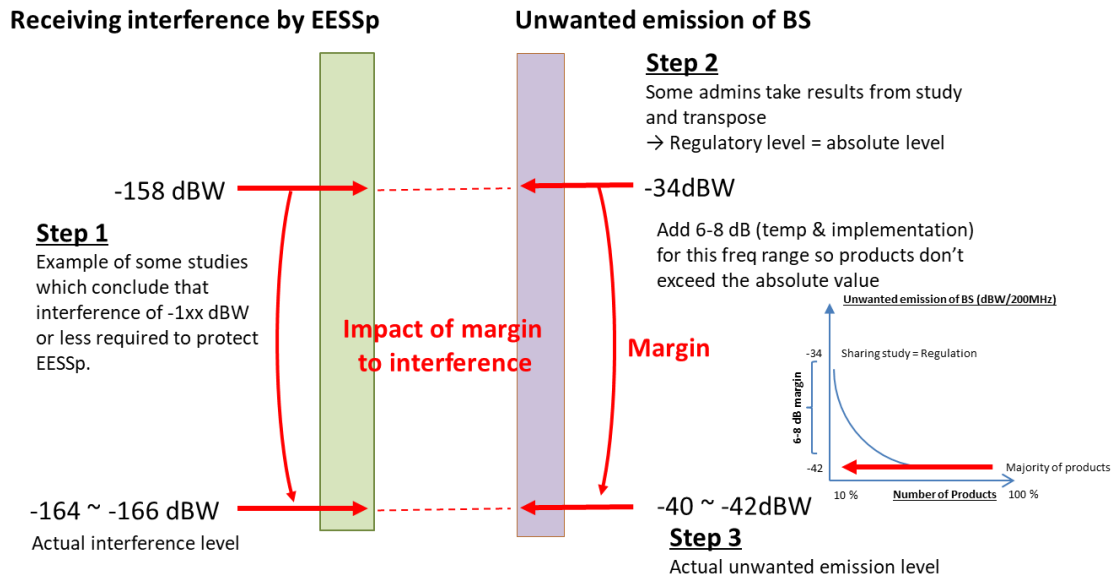 Receiving interference by EESSp
Unwanted emission of BS
Step 2
Some admins take results from study
and transpose
→ Regulatory level = absolute level
-158 dBW
-34dBW
Step 1
Example of some studies
which conclude that
interference of -1xx dBW
or less required to protect
EESSp.
Add 6-8 dB (temp & implementation)
for this freq range so products don’t
exceed the absolute value
Impact of margin
to interference
Margin
Unwanted emission of BS (dBW/200MHz)
-34
Sharing study = Regulation
6-8 dB margin
-42
Majority of products
10 %
Number of Products
100 %
-164 ~ -166 dBW
Actual interference level
-40 ~ -42dBW
Step 3
Actual unwanted emission level